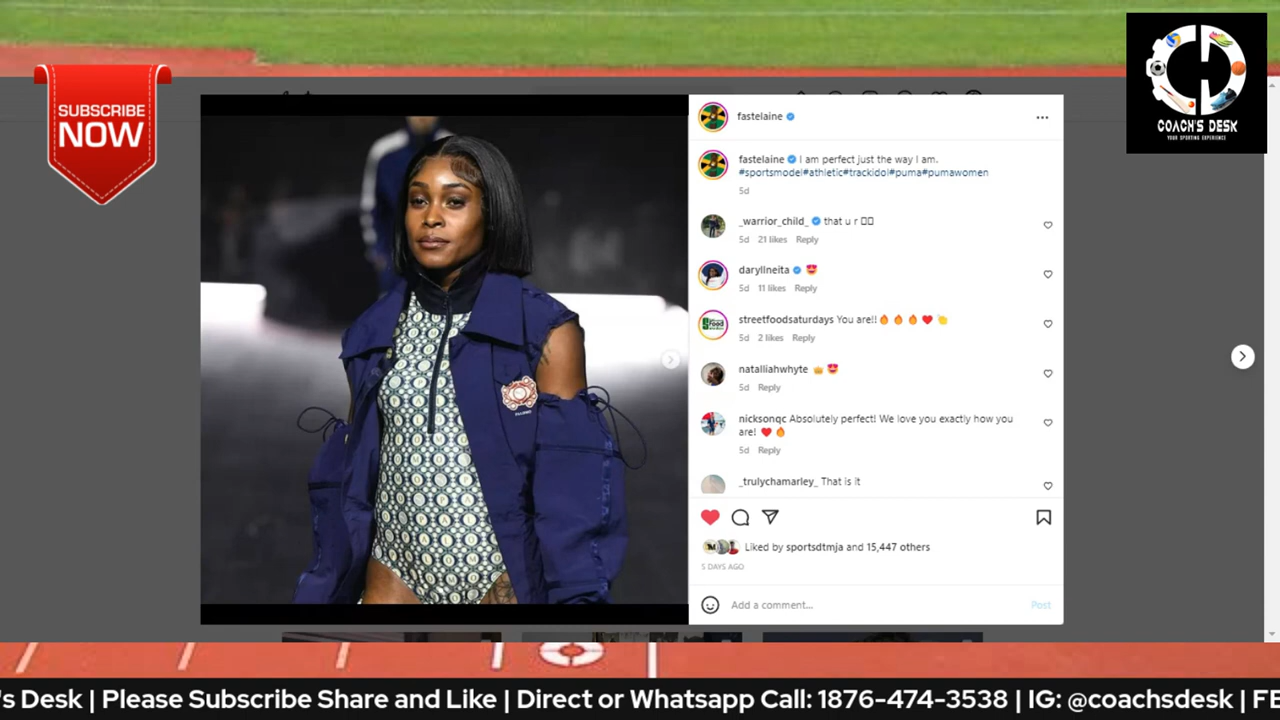 SUBSCRIBE
NOW
COACH'S DESK
YOUR SPORTING EXPERIENCE
fastelaine
fastelaine I am perfect just the way I am.
#sportsmodel#athletic#trackidol#puma#pumawomen
5d
_warrior_child_ that u r
5d 21 likes Reply
daryllneita 😍
5d 11 likes Reply
streetfoodsaturdays You are!!🔥🔥🔥❤️👏
5d 2 likes Reply
natalliahwhyte 👑😍
5d Reply
nicksonqc Absolutely perfect! We love you exactly how you
are! ❤️🔥
5d Reply
_trulychamarley_ That is it
Liked by sportsdtmja and 15,447 others
5 DAYS AGO
Add a comment...
Post
's Desk | Please Subscribe Share and Like | Direct or Whatsapp Call: 1876-474-3538 | IG: @coachsdesk | FE